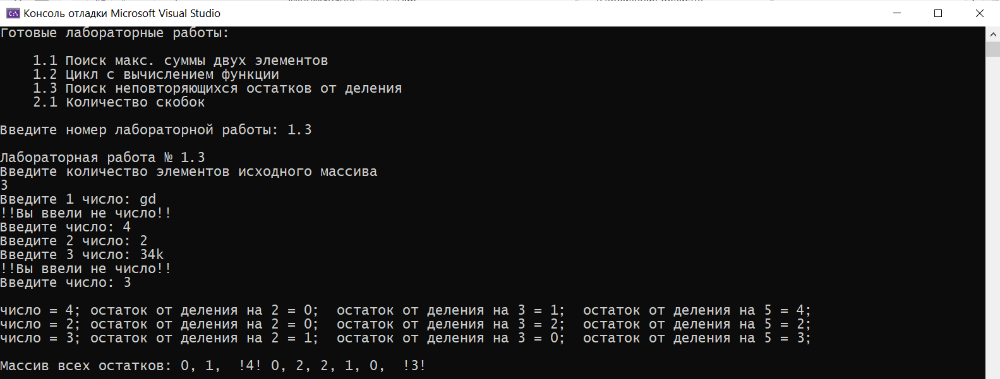 Консоль отладки Microsoft Visual Studio
Готовые лабораторные работы:
1.1 Поиск макс. суммы двух элементов
1.2 Цикл с вычислением функции
1.3 Поиск неповторяющихся остатков от деления
2.1 Количество скобок
Введите номер лабораторной работы: 1.3
Лабораторная работа № 1.3
Введите количество элементов исходного массива
3
Введите 1 число: gd
!!Вы ввели не число!!
Введите число: 4
Введите 2 число: 2
Введите 3 число: 34k
!!Вы ввели не число!!
Введите число: 3
число = 4; остаток от деления на 2 = 0;  остаток от деления на 3 = 1;  остаток от деления на 5 = 4;
число = 2; остаток от деления на 2 = 0;  остаток от деления на 3 = 2;  остаток от деления на 5 = 2;
число = 3; остаток от деления на 2 = 1;  остаток от деления на 3 = 0;  остаток от деления на 5 = 3;
Массив всех остатков: 0, 1,  !4! 0, 2, 2, 1, 0,  !3!